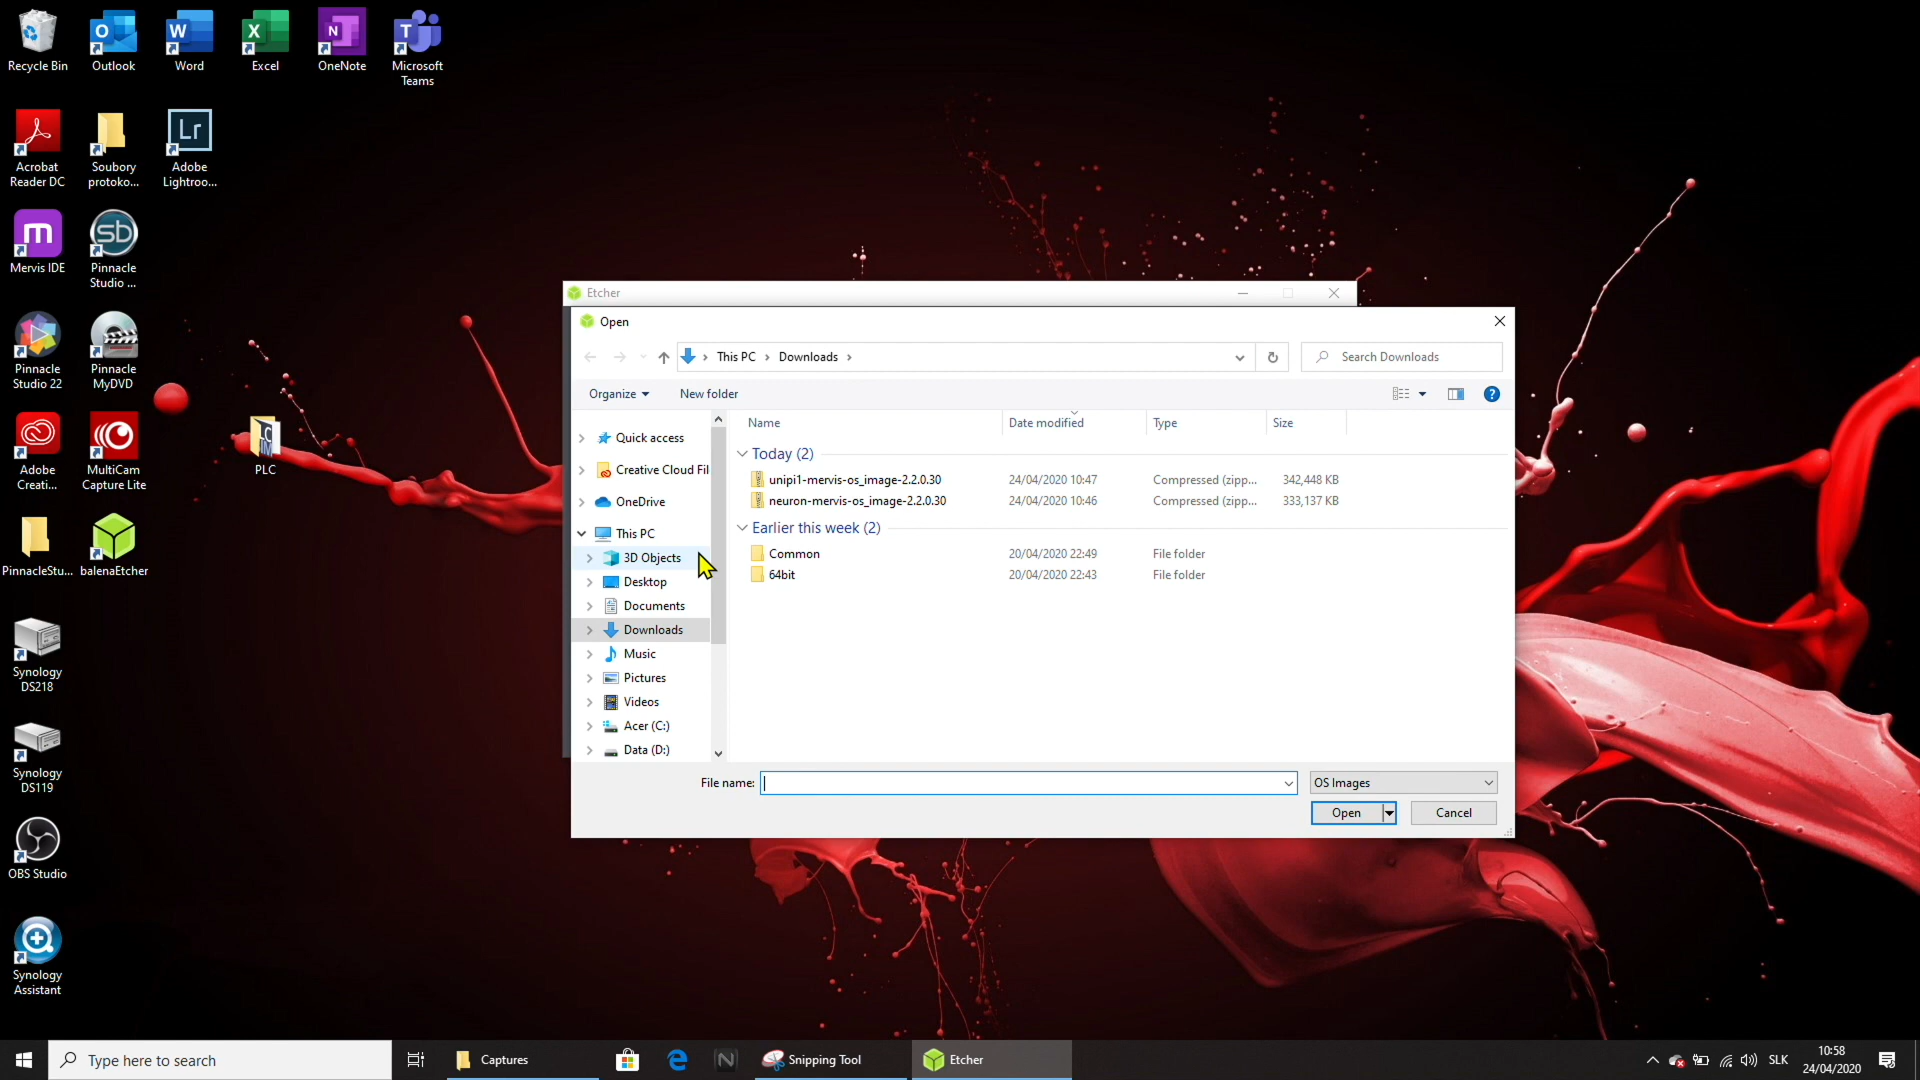 Recycle Bin
Outlook
Word
Excel
OneNote
Microsoft
Teams
Acrobat
Reader DC
Soubory
protoko...
Lr
Adobe
Lightroo...
Mervis IDE
Pinnacle
Studio ...
Pinnacle
Studio 22
Pinnacle
MyDVD
PLC
Adobe
Creati...
MultiCam
Capture Lite
PinnacleStu...
balenaEtcher
Synology
DS218
Synology
DS119
OBS Studio
Synology
Assistant
Etcher
Open
This PC
Downloads
Search Downloads
Organize
New folder
Name
Date modified
Type
Size
Quick access
Creative Cloud Fil
OneDrive
This PC
3D Objects
Desktop
Documents
Downloads
Music
Pictures
Videos
Acer (C:)
Data (D:)
Today (2)
unipi1-mervis-os_image-2.2.0.30 24/04/2020 10:47 Compressed (zipp... 342,448 KB
neuron-mervis-os_image-2.2.0.30 24/04/2020 10:46 Compressed (zipp... 333,137 KB
Earlier this week (2)
Common 20/04/2020 22:49 File folder
64bit 20/04/2020 22:43 File folder
File name:
OS Images
Open
Cancel
Type here to search
Captures
Snipping Tool
Etcher
SLK
10:58
24/04/2020